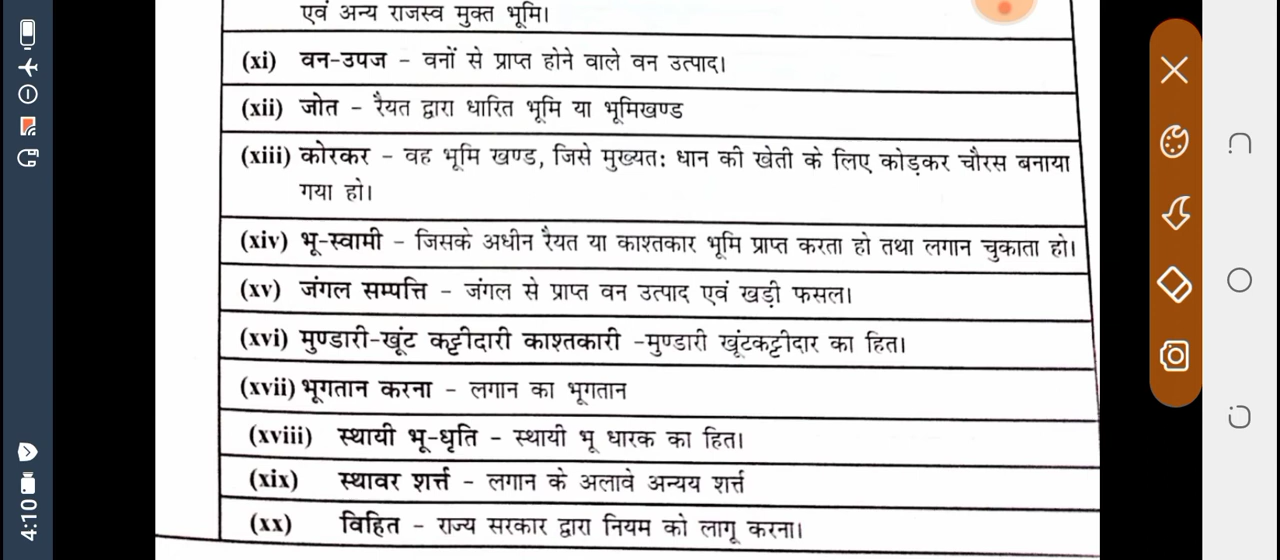 एवं अन्य राजस्व मुक्त भूमि।
(xi) वन-उपज - वनों से प्राप्त होने वाले वन उत्पाद।
(xii) जोत - रैयत द्वारा धारित भूमि या भूमिखण्ड
(xiii) कोरकर - वह भूमि खण्ड, जिसे मुख्यतः धान की खेती के लिए कोड़कर चौरस बनाया
गया हो।
(xiv) भू-स्वामी - जिसके अधीन रैयत या काश्तकार भूमि प्राप्त करता हो तथा लगान चुकाता हो।
(xv) जंगल सम्पत्ति - जंगल से प्राप्त वन उत्पाद एवं खड़ी फसल।
(xvi) मुण्डारी-खूंट कट्टीदारी काश्तकारी -मुण्डारी खूंटकट्टीदार का हित।
(xvii) भूगतान करना - लगान का भूगतान
(xviii) स्थायी भू-धृति - स्थायी भू धारक का हित।
(xix) स्थावर शर्त्त - लगान के अलावे अन्यय शर्त्त
(xx) विहित - राज्य सरकार द्वारा नियम को लागू करना।
4:10